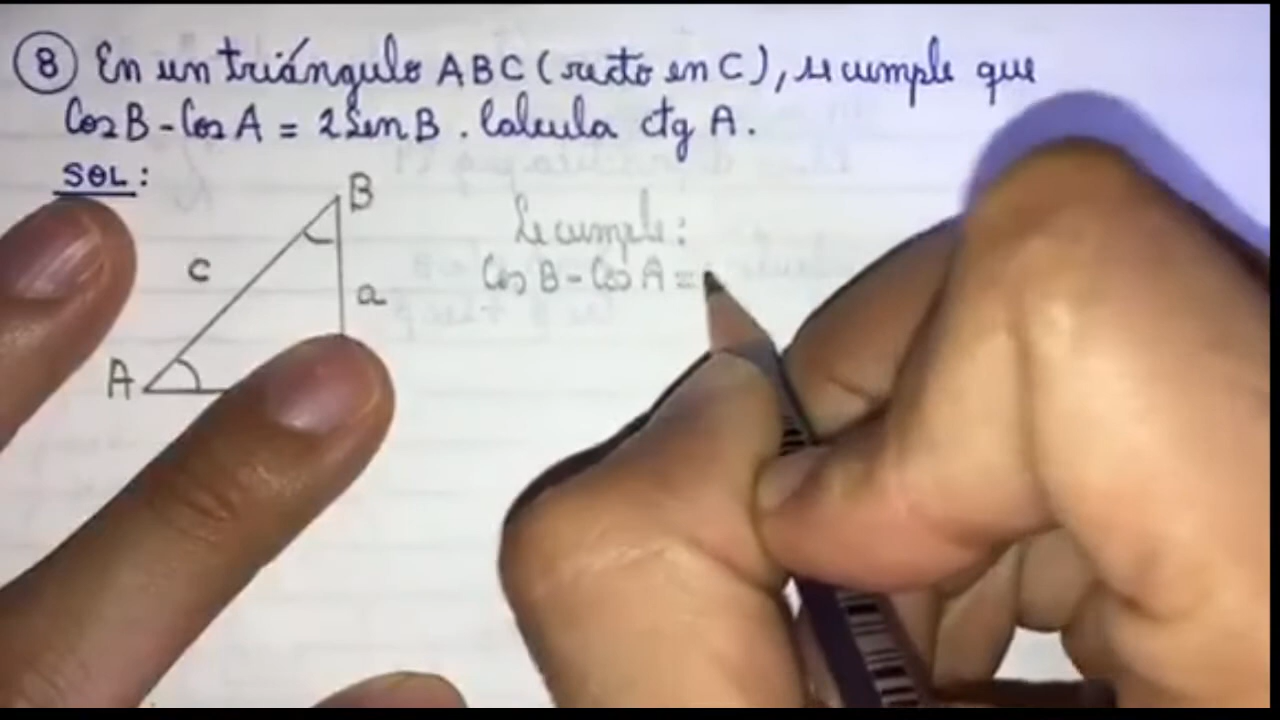 8 En un triángulo ABC (recto en C), se cumple que
Cos B - Cos A = 2 Sen B . Calcula ctg A.
SOL:
B
c
a
A
Se cumple:
Cos B - Cos A =